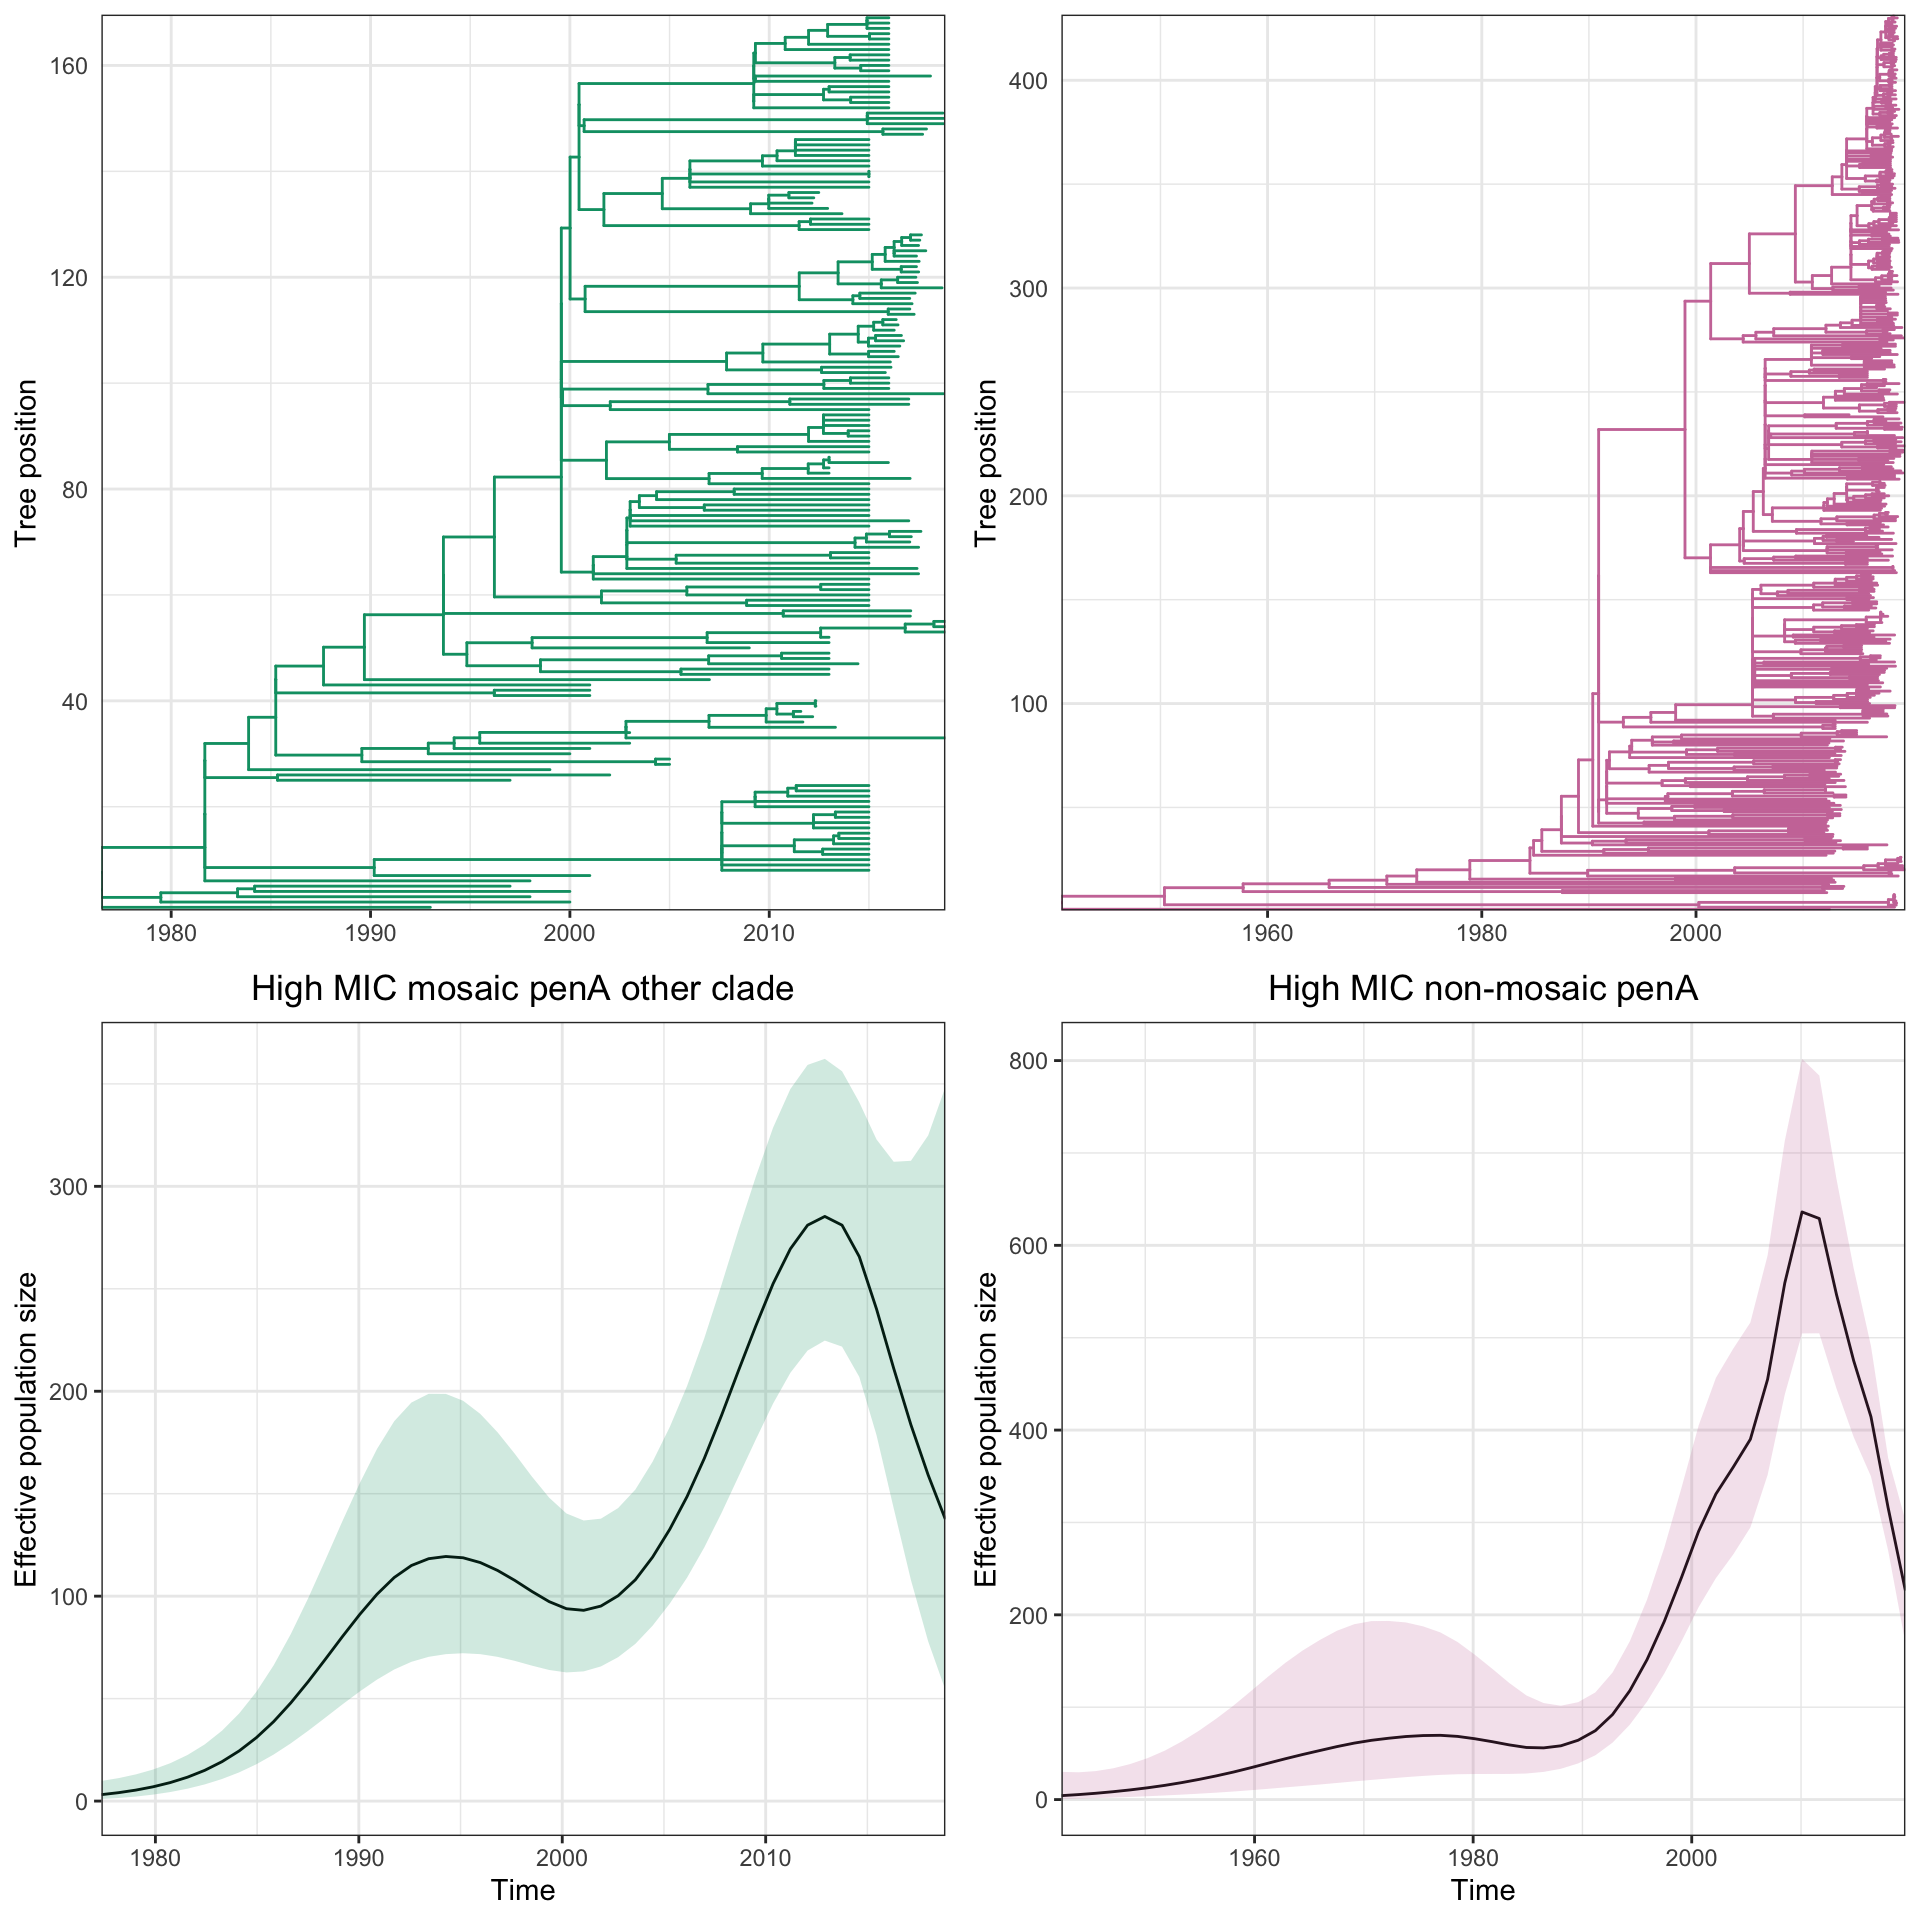 Tree position
160
120
80
40
1980 1990 2000 2010
Tree position
400
300
200
100
1960 1980 2000
High MIC mosaic penA other clade
High MIC non-mosaic penA
Effective population size
300
200
100
0
1980 1990 2000 2010
Time
Effective population size
800
600
400
200
0
1960 1980 2000
Time